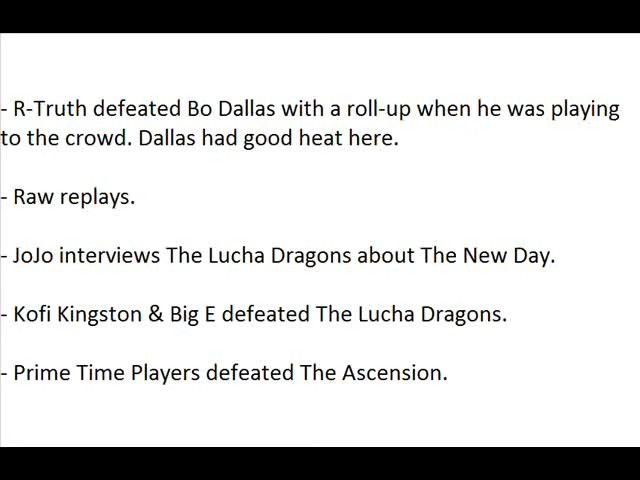 - R-Truth defeated Bo Dallas with a roll-up when he was playing
to the crowd. Dallas had good heat here.
- Raw replays.
- JoJo interviews The Lucha Dragons about The New Day.
- Kofi Kingston & Big E defeated The Lucha Dragons.
- Prime Time Players defeated The Ascension.